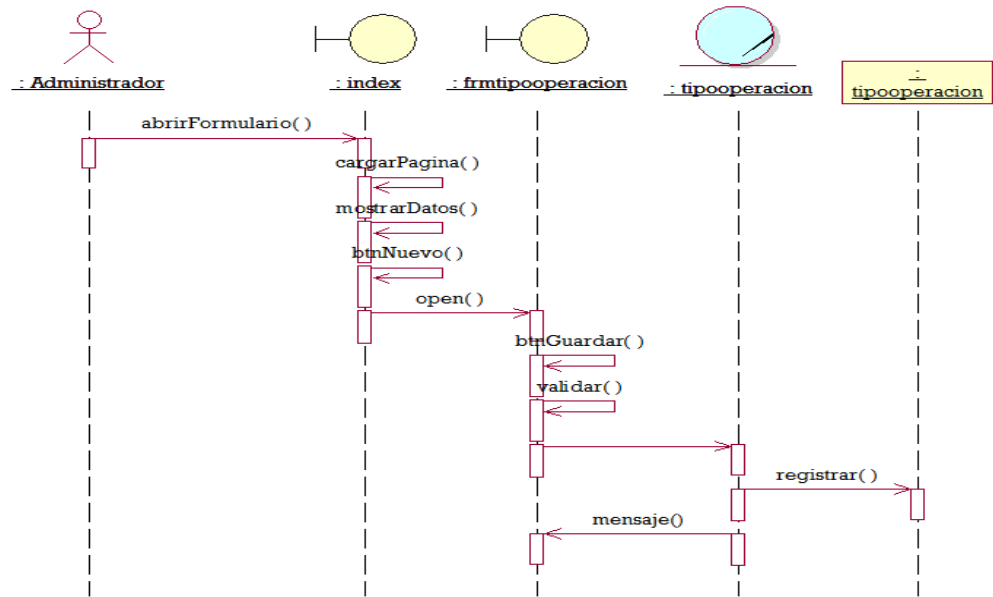 : Administrador
: index
: frmtipooperacion
: tipooperacion
:
tipooperacion
abrirFormulario( )
cargarPagina( )
mostrarDatos( )
btnNuevo( )
open( )
btnGuardar( )
validar( )
registrar( )
mensaje()